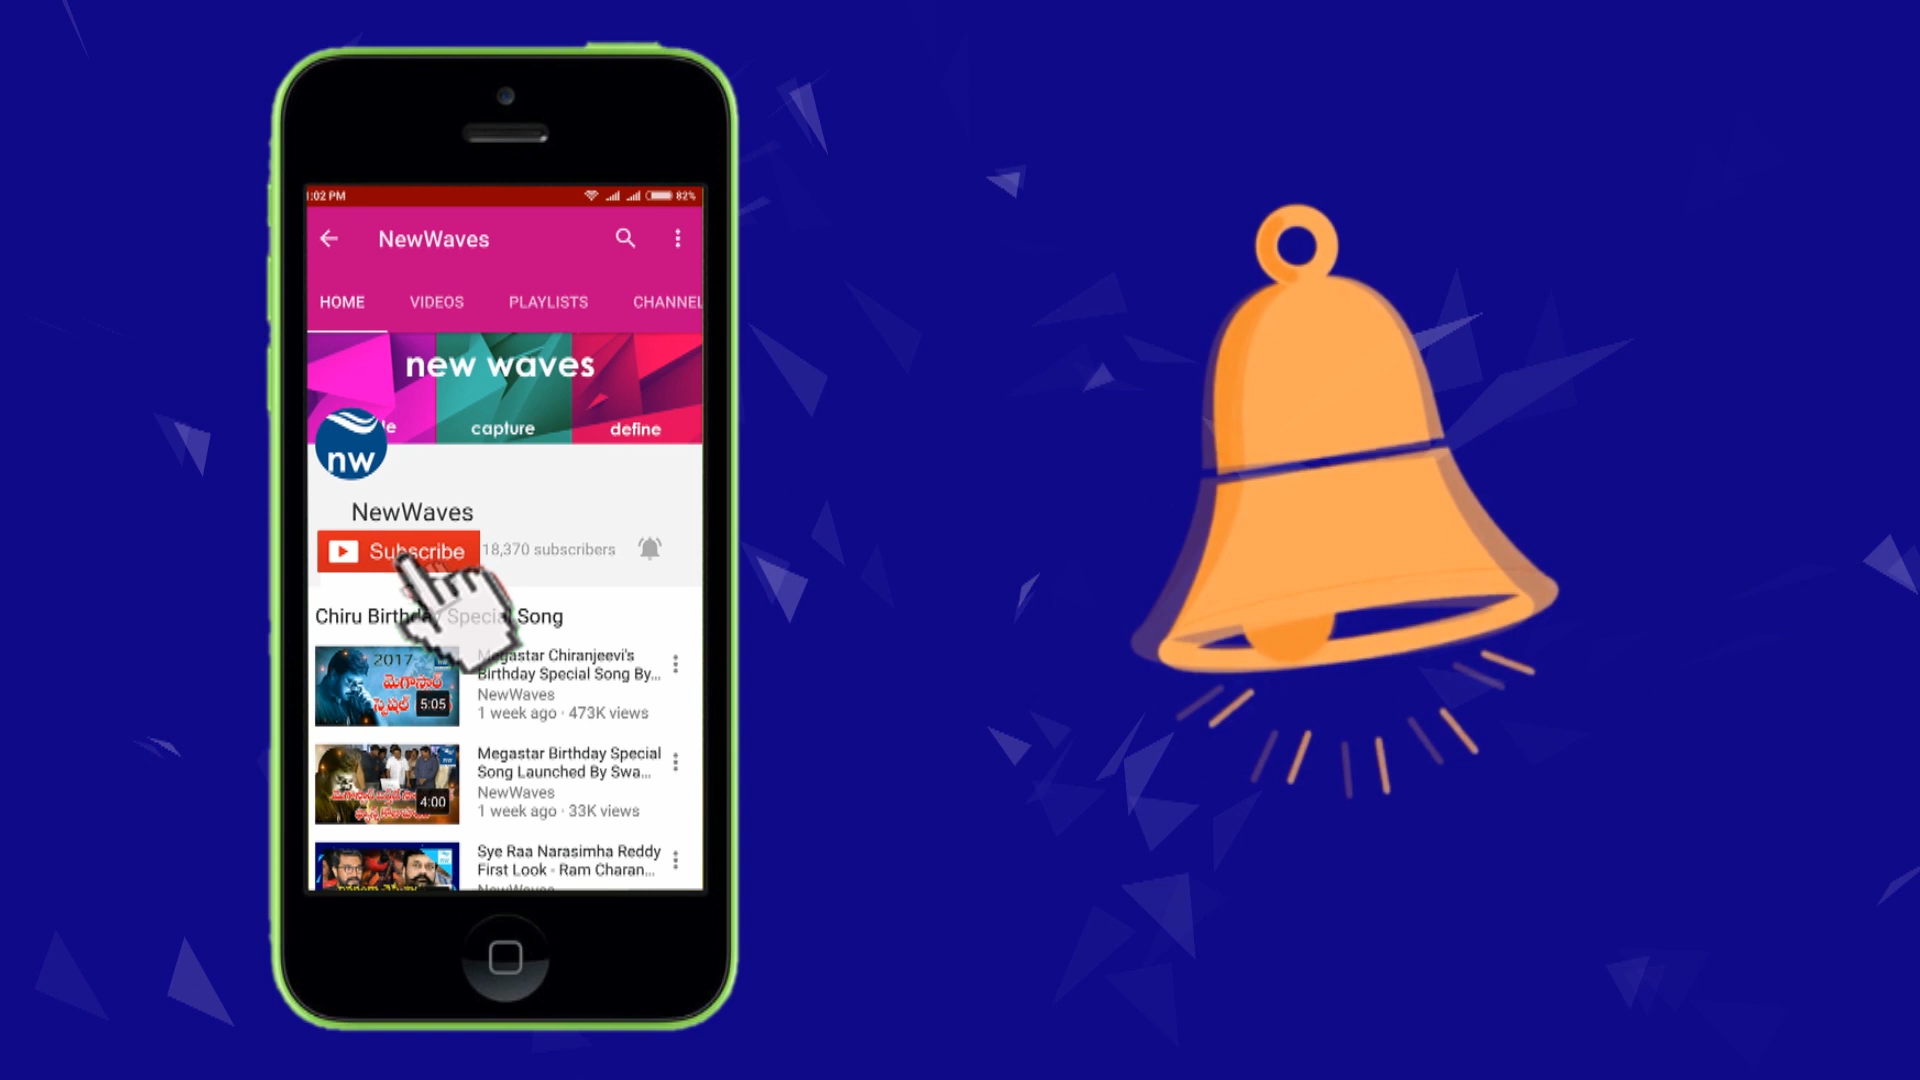 1:02 PM
82%
NewWaves
HOME VIDEOS PLAYLISTS CHANNEL
new waves
capture
define
nw
NewWaves
Subscribe
18,370 subscribers
Chiru Birthday Special Song
2017
మెగాస్టార్
స్పెషల్
5:05
Megastar Chiranjeevi's
Birthday Special Song By...
NewWaves
1 week ago · 473K views
4:00
Megastar Birthday Special
Song Launched By Swa...
NewWaves
1 week ago · 33K views
Sye Raa Narasimha Reddy
First Look - Ram Charan...
NewWaves